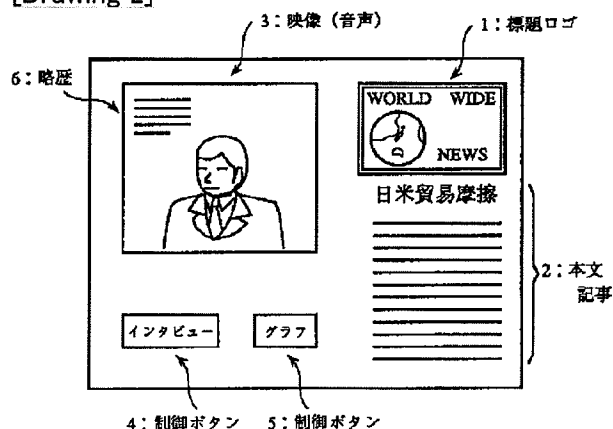 [Drawing 2]
3：映像（音声）
1：標題ロゴ
6：略歴
WORLD WIDE
NEWS
日米貿易摩擦
2：本文
記事
インタビュー
グラフ
4：制御ボタン
5：制御ボタン